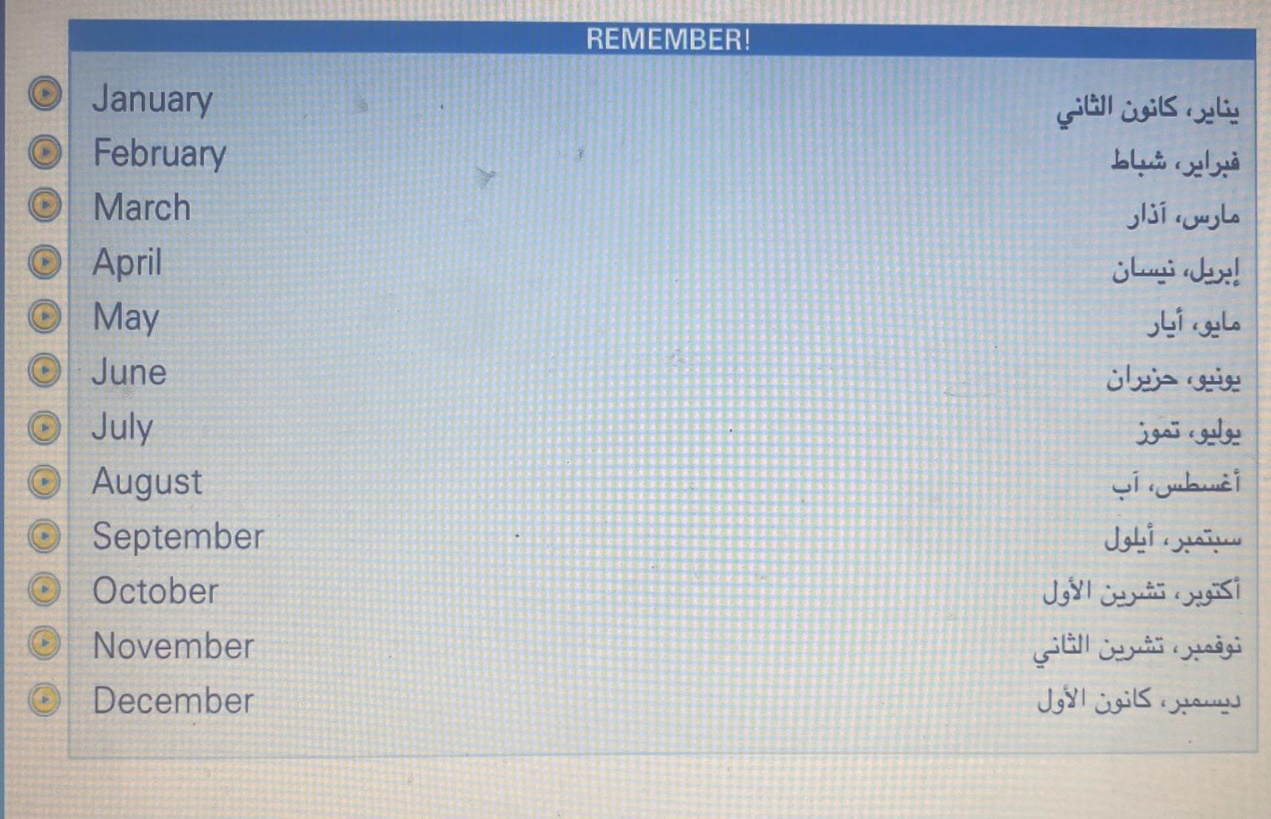 REMEMBER!
January يناير، كانون الثاني
February فبراير، شباط
March مارس، آذار
April إبريل، نيسان
May مايو، أيار
June يونيو، حزيران
July يوليو، تموز
August أغسطس، آب
September سبتمبر، أيلول
October أكتوبر، تشرين الأول
November نوفمبر، تشرين الثاني
December ديسمبر، كانون الأول